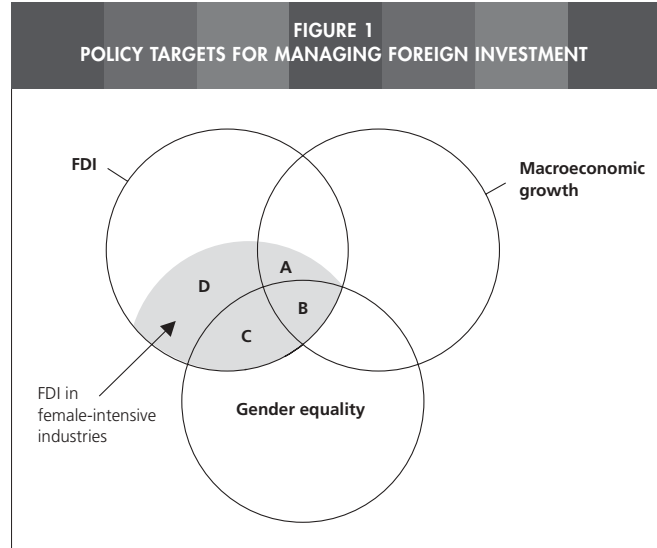 FIGURE 1
POLICY TARGETS FOR MANAGING FOREIGN INVESTMENT
FDI
Macroeconomic
growth
A
D
B
C
FDI in
female-intensive
industries
Gender equality